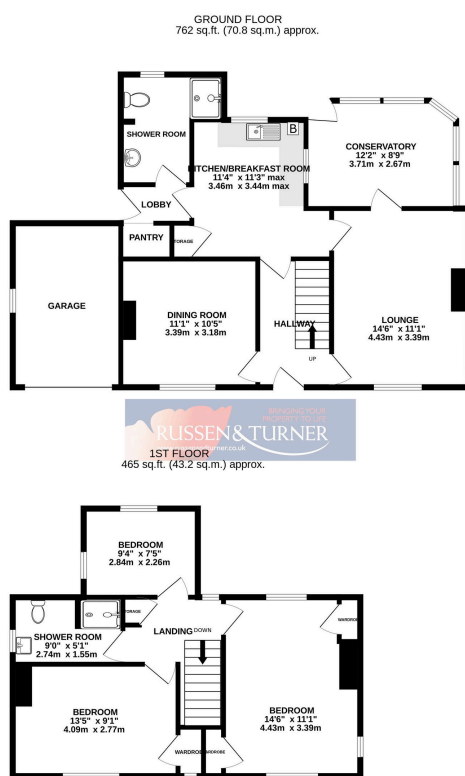 GROUND FLOOR
762 sq.ft. (70.8 sq.m.) approx.
SHOWER ROOM
B
KITCHEN/BREAKFAST ROOM
11'4" x 11'3" max
3.46m x 3.44m max
CONSERVATORY
12'2" x 8'9"
3.71m x 2.67m
LOBBY
PANTRY
STORAGE
GARAGE
DINING ROOM
11'1" x 10'5"
3.39m x 3.18m
HALLWAY
UP
LOUNGE
14'6" x 11'1"
4.43m x 3.39m
BRINGING YOUR
PROPERTY TO LIFE
RUSSEN & TURNER
1ST FLOOR
465 sq.ft. (43.2 sq.m.) approx.
BEDROOM
9'4" x 7'5"
2.84m x 2.26m
STORAGE
SHOWER ROOM
9'0" x 5'1"
2.74m x 1.55m
LANDING
DOWN
WARDROBE
BEDROOM
13'5" x 9'1"
4.09m x 2.77m
BEDROOM
14'6" x 11'1"
4.43m x 3.39m
WARDROBE
WARDROBE